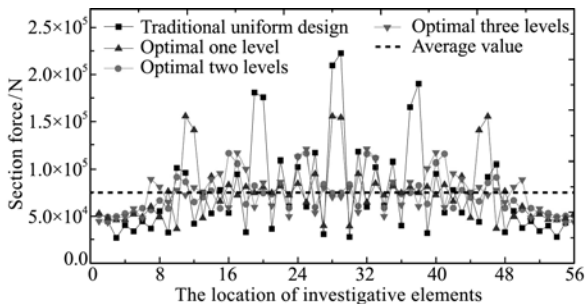 2.5×10⁵
2.0×10⁵
1.5×10⁵
1.0×10⁵
5.0×10⁴
0.0
Section force/N
Traditional uniform design
Optimal one level
Optimal two levels
Optimal three levels
Average value
0 8 16 24 32 40 48 56
The location of investigative elements